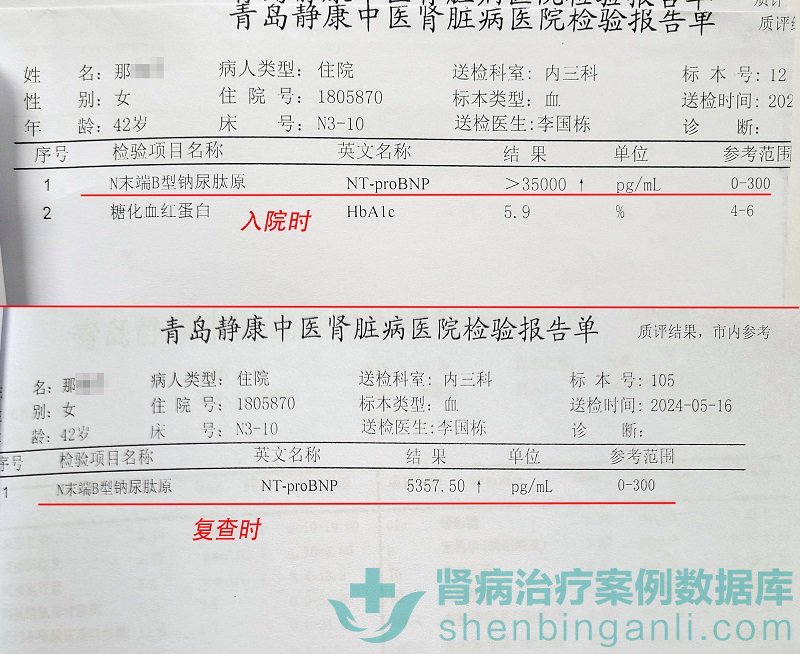 青岛静康中医肾脏病医院检验报告单
质评结果
姓 名: 那 病人类型: 住院 送检科室: 内三科 标 本 号: 12
性 别: 女 住 院 号: 1805870 标本类型: 血 送检时间: 202
年 龄: 42岁 床 号: N3-10 送检医生: 李国栋 诊 断:
序号 检验项目名称 英文名称 结 果 单位 参考范围
1 N末端B型钠尿肽原 NT-proBNP >35000 ↑ pg/mL 0-300
2 糖化血红蛋白 HbA1c 5.9 % 4-6
入院时
青岛静康中医肾脏病医院检验报告单 质评结果，市内参考
名: 那 病人类型: 住院 送检科室: 内三科 标 本 号: 105
别: 女 住 院 号: 1805870 标本类型: 血 送检时间: 2024-05-16
龄: 42岁 床 号: N3-10 送检医生: 李国栋 诊 断:
序号 检验项目名称 英文名称 结 果 单位 参考范围
1 N末端B型钠尿肽原 NT-proBNP 5357.50 ↑ pg/mL 0-300
复查时
肾病治疗案例数据库
shenbinganli.com